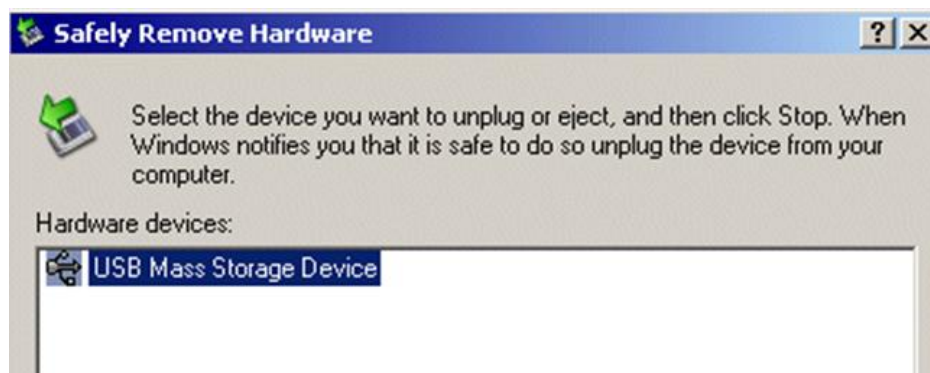 Safely Remove Hardware
Select the device you want to unplug or eject, and then click Stop. When
Windows notifies you that it is safe to do so unplug the device from your
computer.
Hardware devices:
USB Mass Storage Device